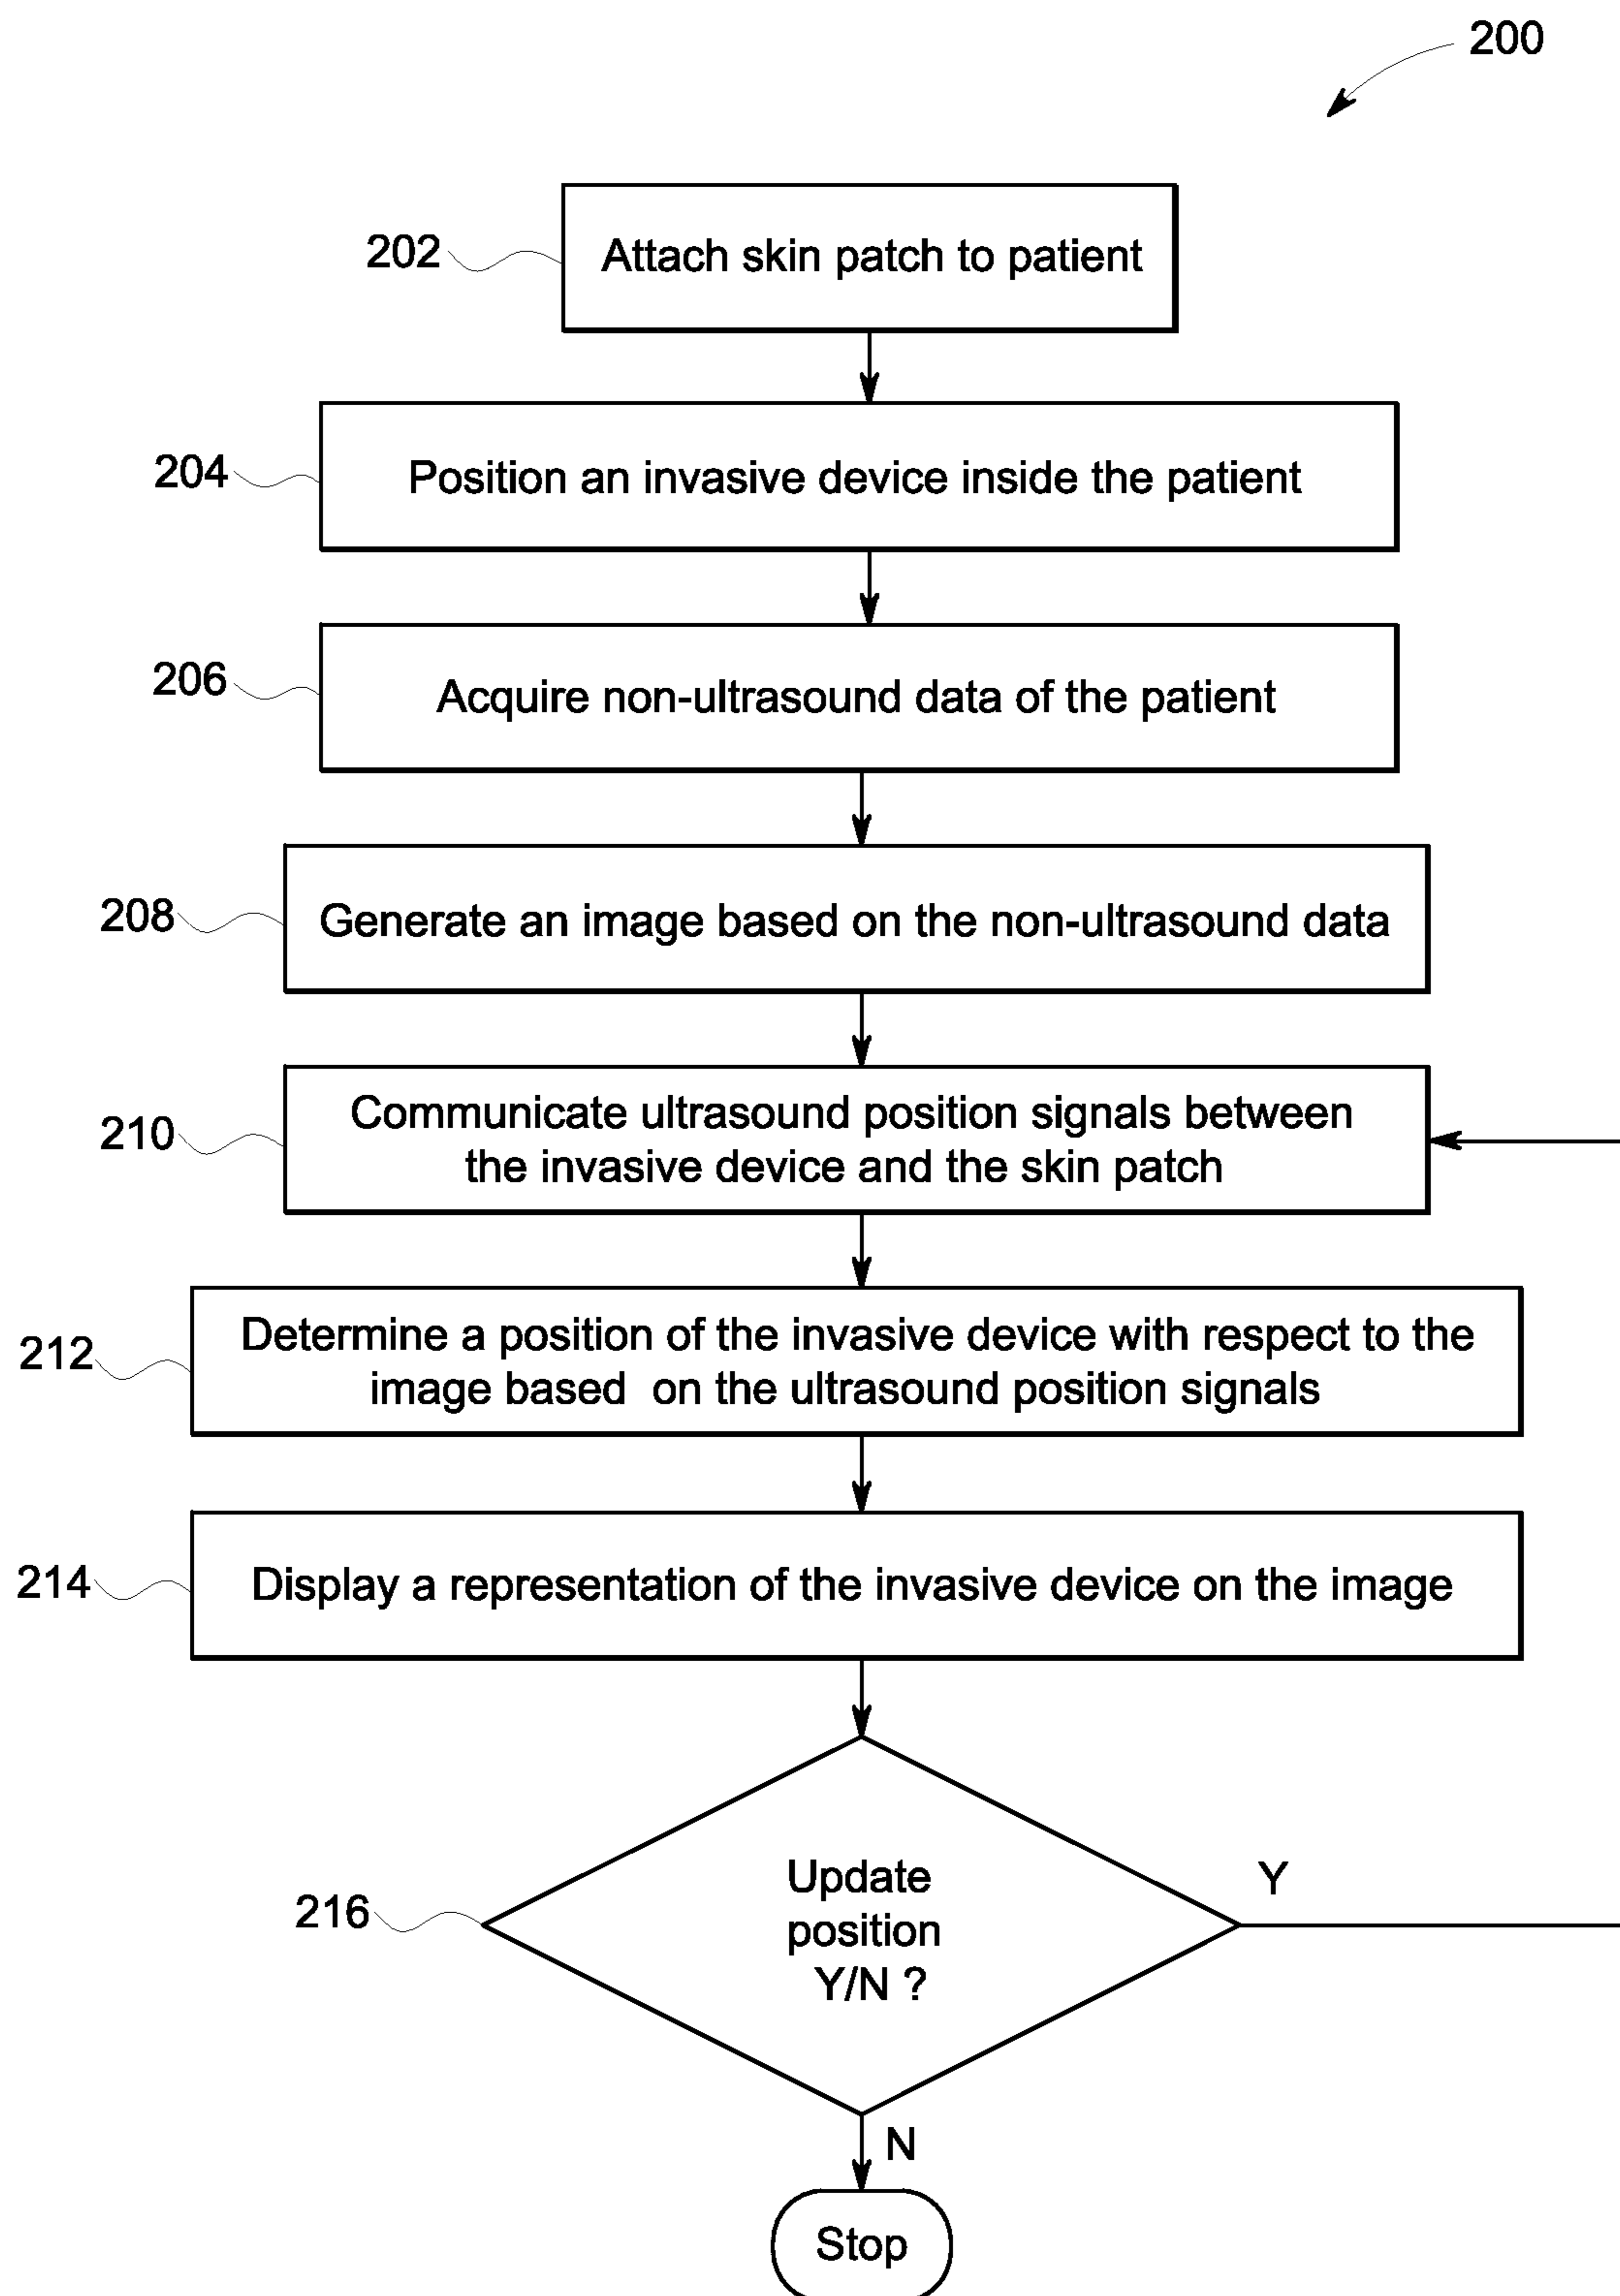 200
202
Attach skin patch to patient
204
Position an invasive device inside the patient
206
Acquire non-ultrasound data of the patient
208
Generate an image based on the non-ultrasound data
210
Communicate ultrasound position signals between
the invasive device and the skin patch
212
Determine a position of the invasive device with respect to the
image based on the ultrasound position signals
214
Display a representation of the invasive device on the image
216
Update
position
Y/N ?
Y
N
Stop